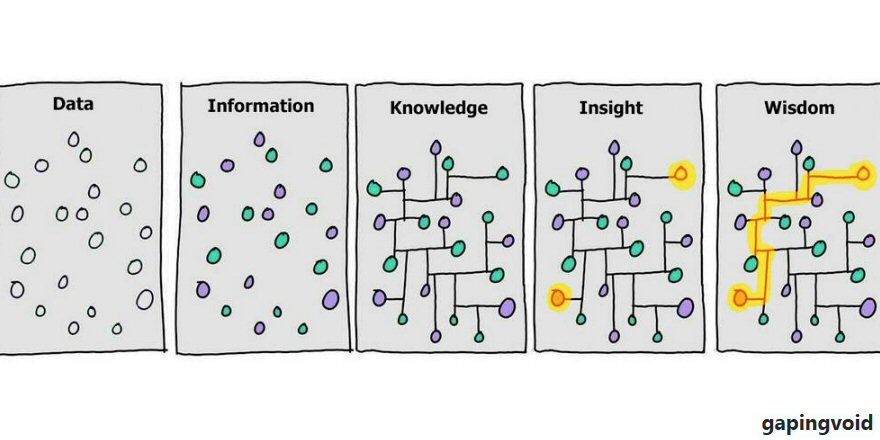 Data
Information
Knowledge
Insight
Wisdom
gapingvoid